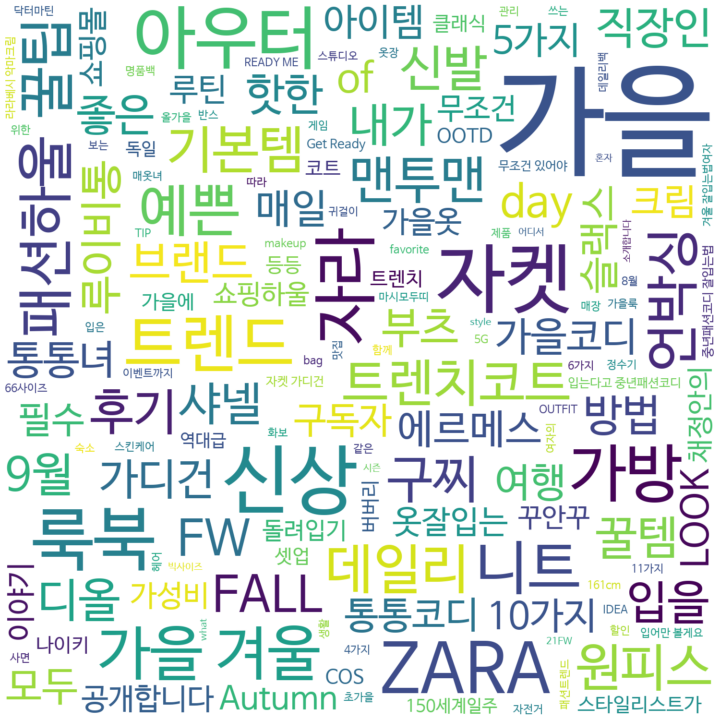 닥터마틴
아우터
아이템
클래식
쓰는
관리
5가지
직장인
라라베시 악마크림
꿀팁
쇼핑몰
READY ME
스튜디오
옷장
명품백
of
신발
데일리백
가을
루틴
핫한
좋은
올가을
반스
게임
내가
무조건
OOTD
위한
보는
독일
기본템
Get Ready
코트
맨투맨
무조건 있어야
혼자
겨울 잘입는법여자
패션하울
루이비통
매옷녀
따라
예쁜
매일
귀걸이
가을옷
day
슬랙스
크림
TIP
makeup
favorite
제품
어디서
소개합니다
언박싱
브랜드
등등
자라
트렌치
자켓
가을에
쇼핑하울
마시모두띠
8월
매장
가을룩
중년패션코디 잘입는법
입은
트렌드
부츠
style
5G
가을코디
통통녀
이벤트까지
bag
맛집
함께
6가지
정수기
66사이즈
자켓 가디건
트렌치코트
입는다고 중년패션코디
필수
후기
샤넬
구독자
에르메스
OUTFIT
여자의
방법
채정안의
숙소
스킨케어
역대급
화보
같은
9월
가디건
신상
시즌
버버리
구찌
여행
가방
LOOK
룩북
FW
돌려입기
옷잘입는
꾸안꾸
꿀템
헤어
빅사이즈
셋업
데일리
니트
11가지
이야기
디올
가성비
FALL
통통코디
10가지
161cm
IDEA
입을
나이키
사면
가을 겨울
what
생활
4가지
ZARA
21FW
할인
입어만 볼게요
원피스
모두
공개합니다
Autumn
초가을
COS
150세계일주
자전거
패션트렌드
스타일리스트가